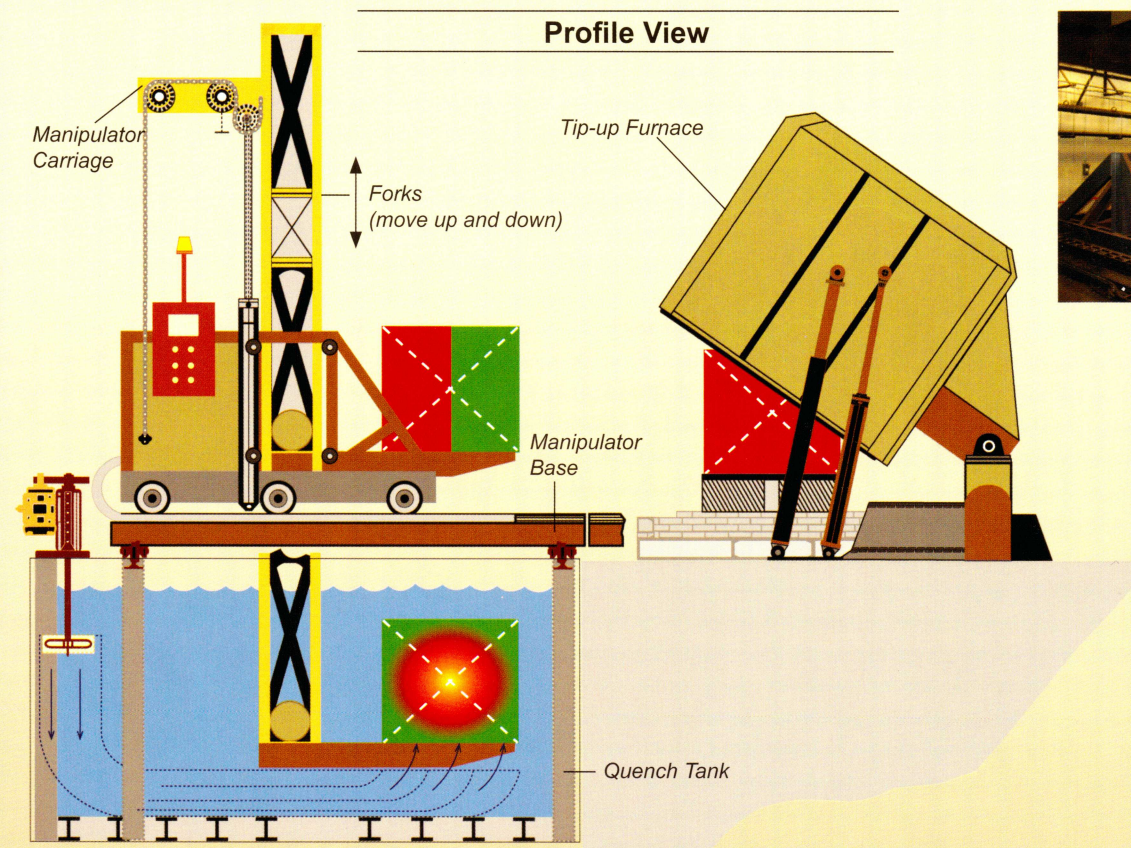 Profile View
Manipulator
Carriage
Tip-up Furnace
Forks
(move up and down)
Manipulator
Base
Quench Tank